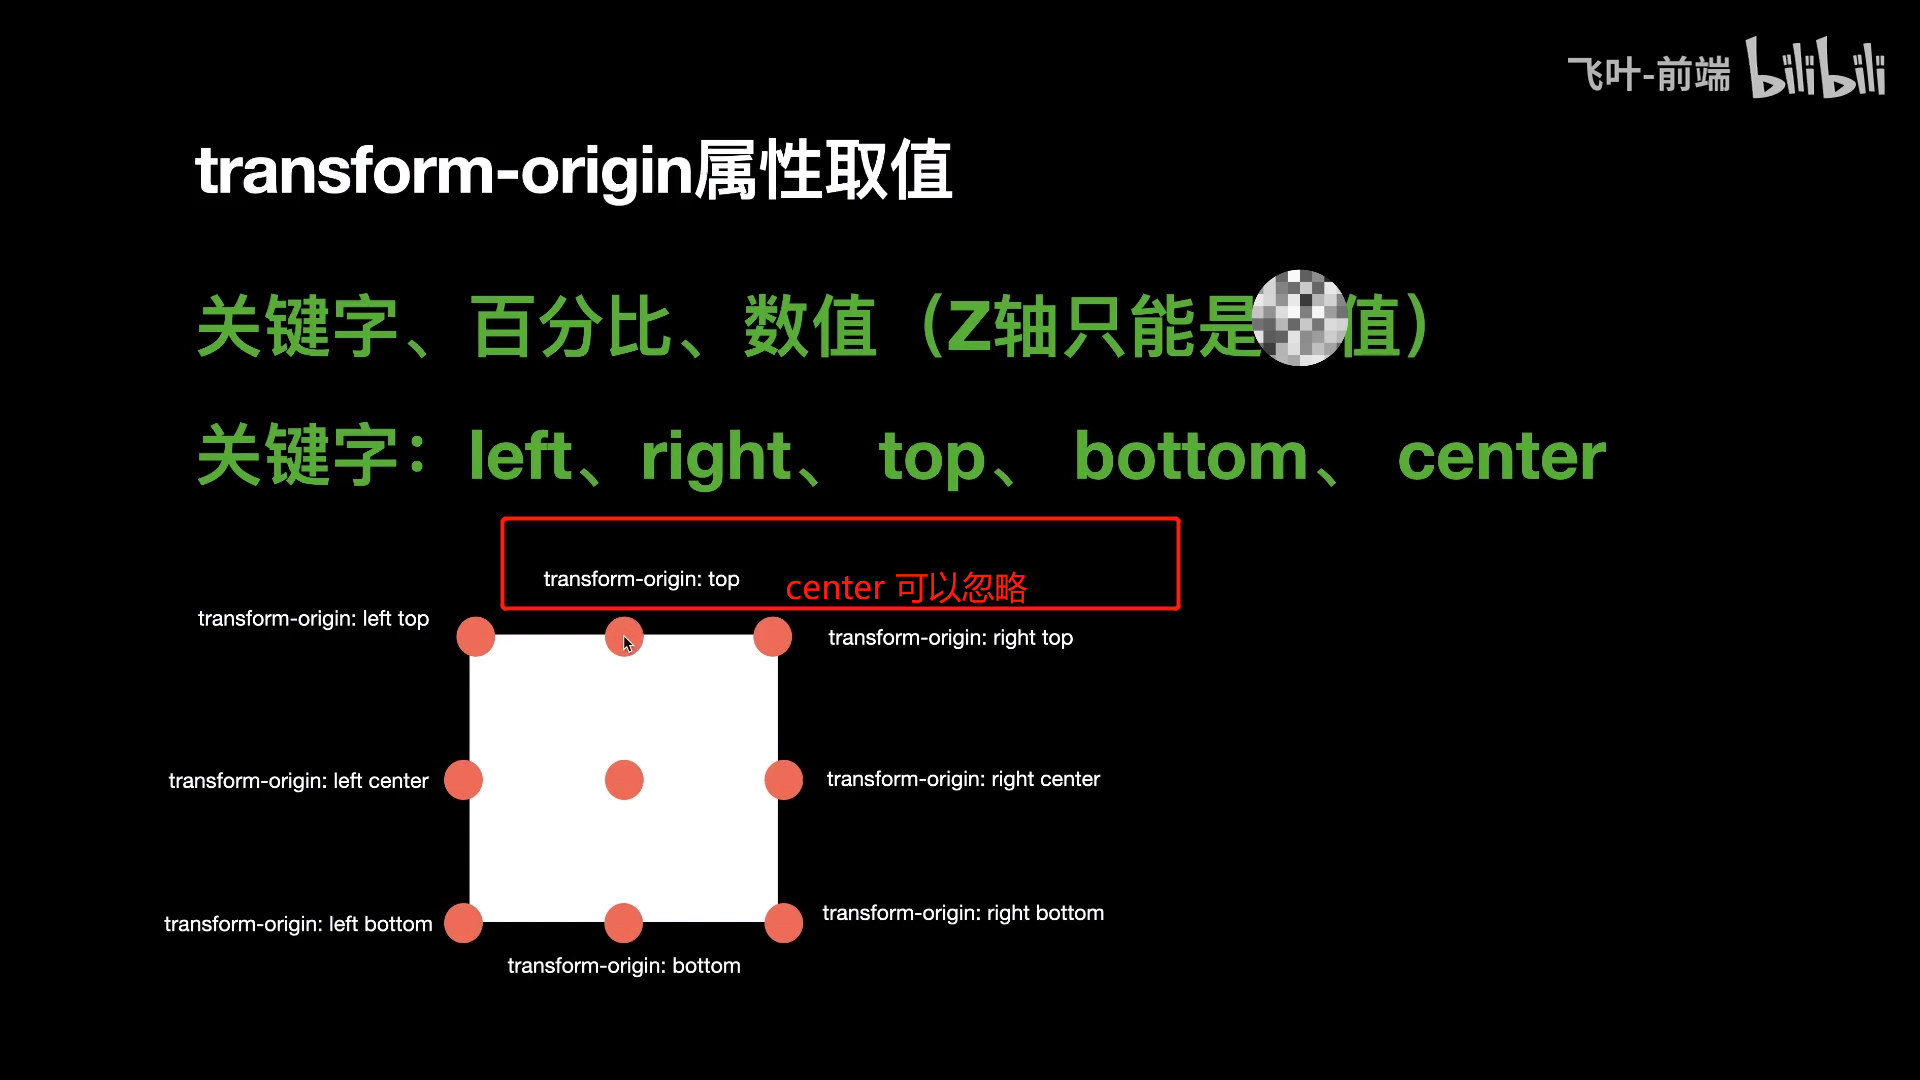 飞叶-前端 bilibili
transform-origin属性取值
关键字、百分比、数值（Z轴只能是 值）
关键字：left、right、 top、 bottom、 center
transform-origin: top center 可以忽略
transform-origin: left top
transform-origin: right top
transform-origin: left center
transform-origin: right center
transform-origin: left bottom
transform-origin: right bottom
transform-origin: bottom